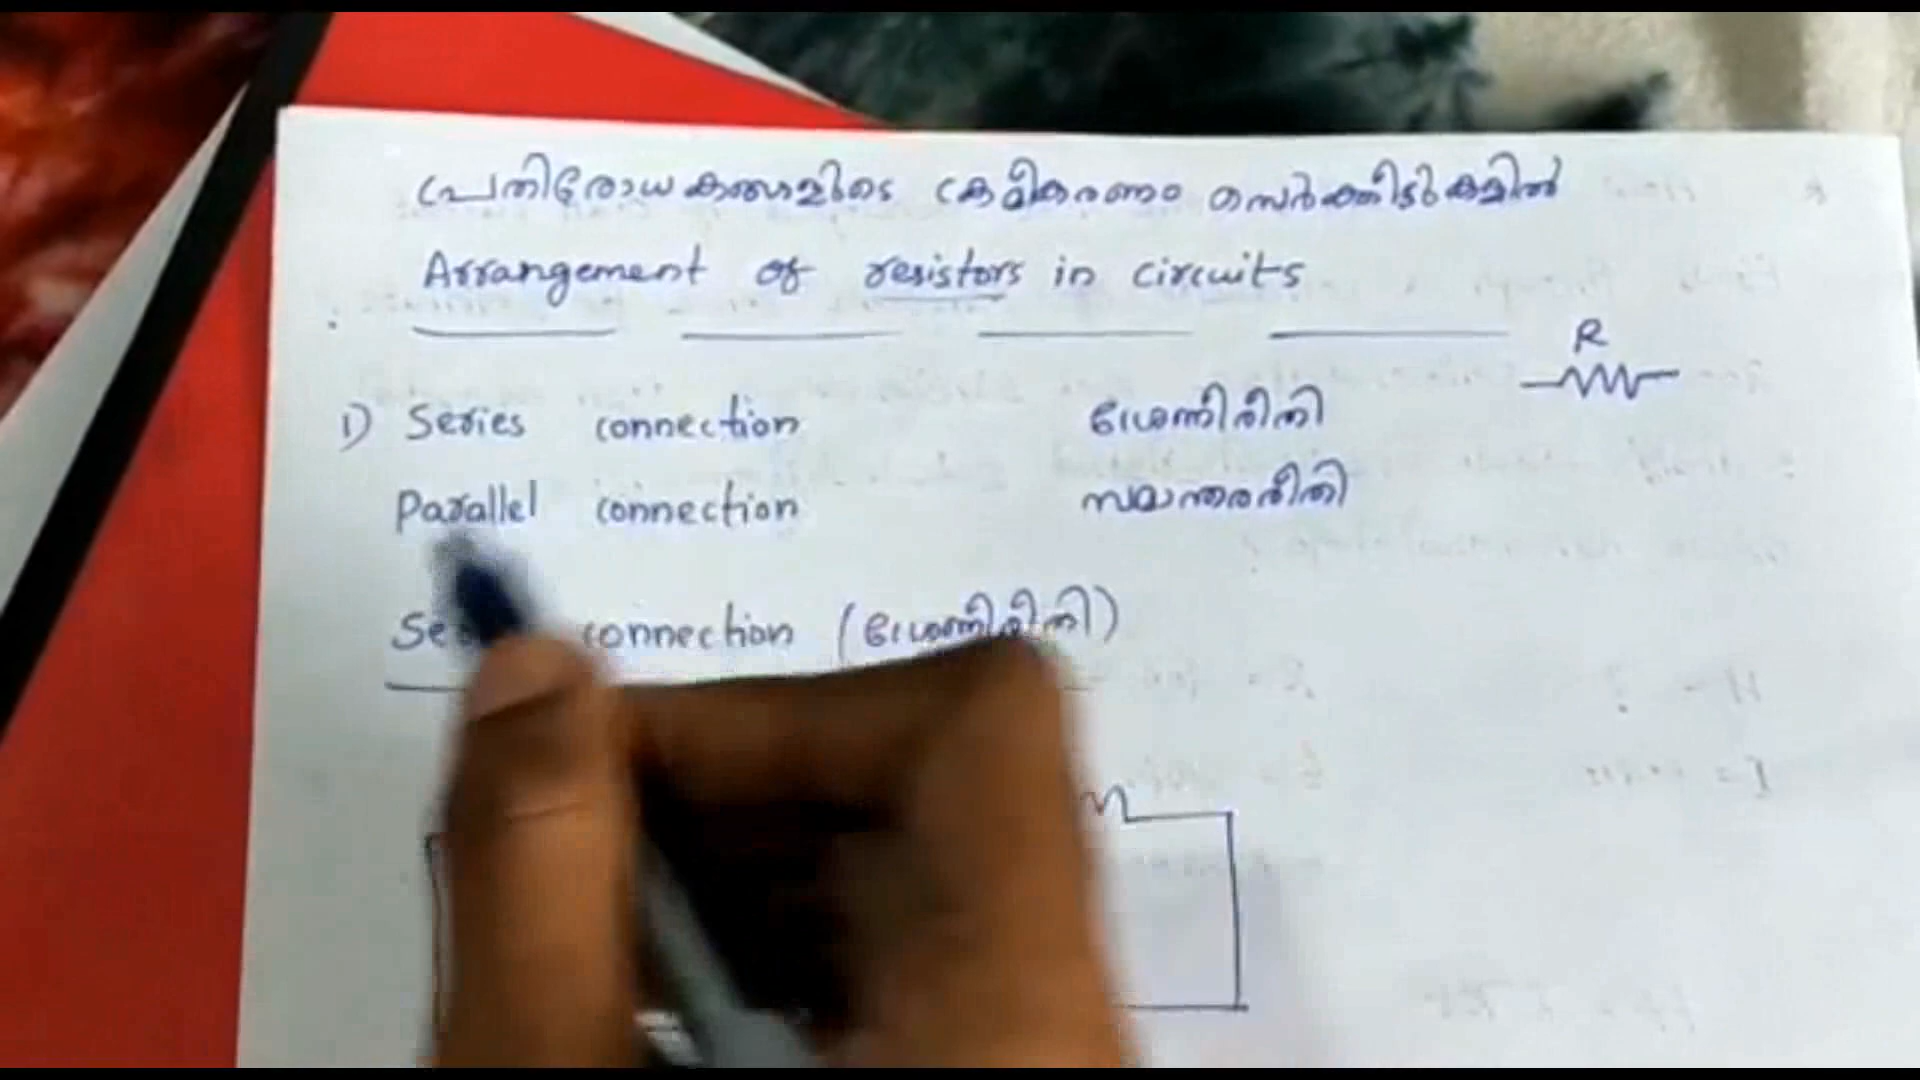 പ്രതിരോധകങ്ങളുടെ ക്രമീകരണം സെർക്കീട്ടുകളിൽ
Arrangement of resistors in circuits
R
1) Series connection ശ്രേണീരീതി
Parallel connection സമാന്തരരീതി
connection (ശ്രേണീരീതി)